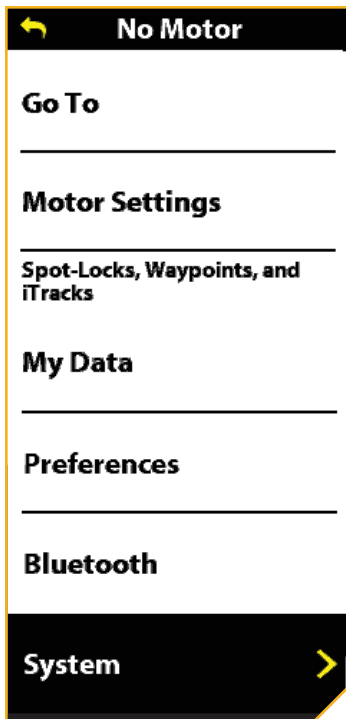 No Motor
Go To
Motor Settings
Spot-Locks, Waypoints, and
iTracks
My Data
Preferences
Bluetooth
System